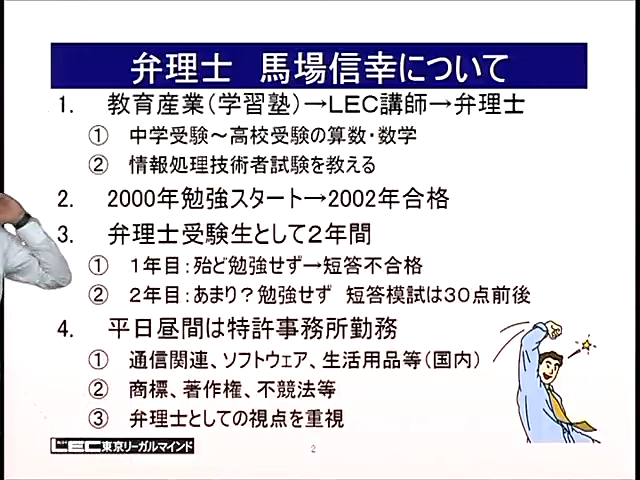 弁理士 馬場信幸について
1. 教育産業(学習塾)→LEC講師→弁理士
① 中学受験～高校受験の算数・数学
② 情報処理技術者試験を教える
2. 2000年勉強スタート→2002年合格
3. 弁理士受験生として２年間
① １年目：殆ど勉強せず→短答不合格
② ２年目：あまり？勉強せず 短答模試は３０点前後
4. 平日昼間は特許事務所勤務
① 通信関連、ソフトウェア、生活用品等（国内）
② 商標、著作権、不競法等
③ 弁理士としての視点を重視
LEC東京リーガルマインド
2